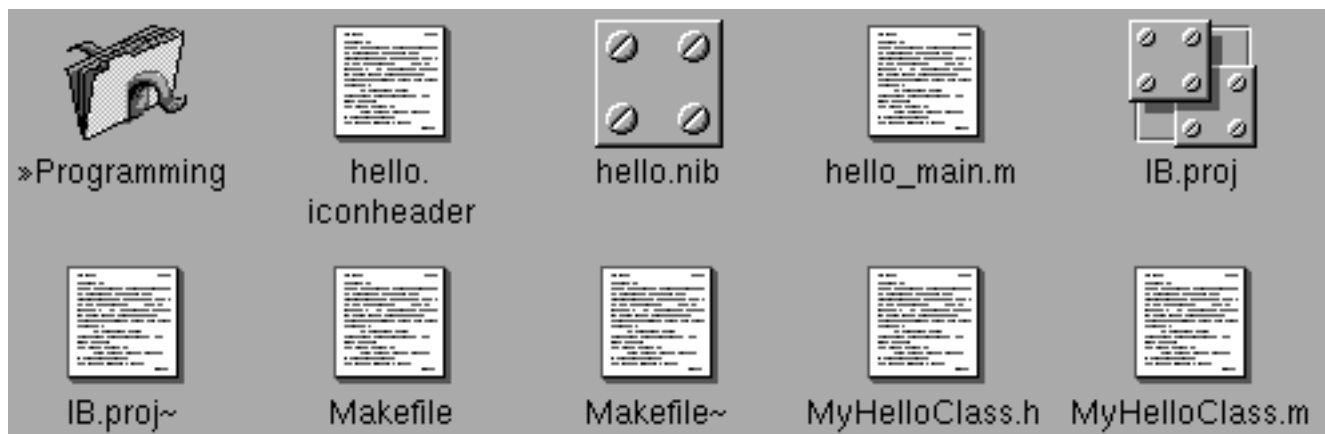 »Programming
hello.
iconheader
hello.nib
hello_main.m
IB.proj
IB.proj~
Makefile
Makefile~
MyHelloClass.h
MyHelloClass.m